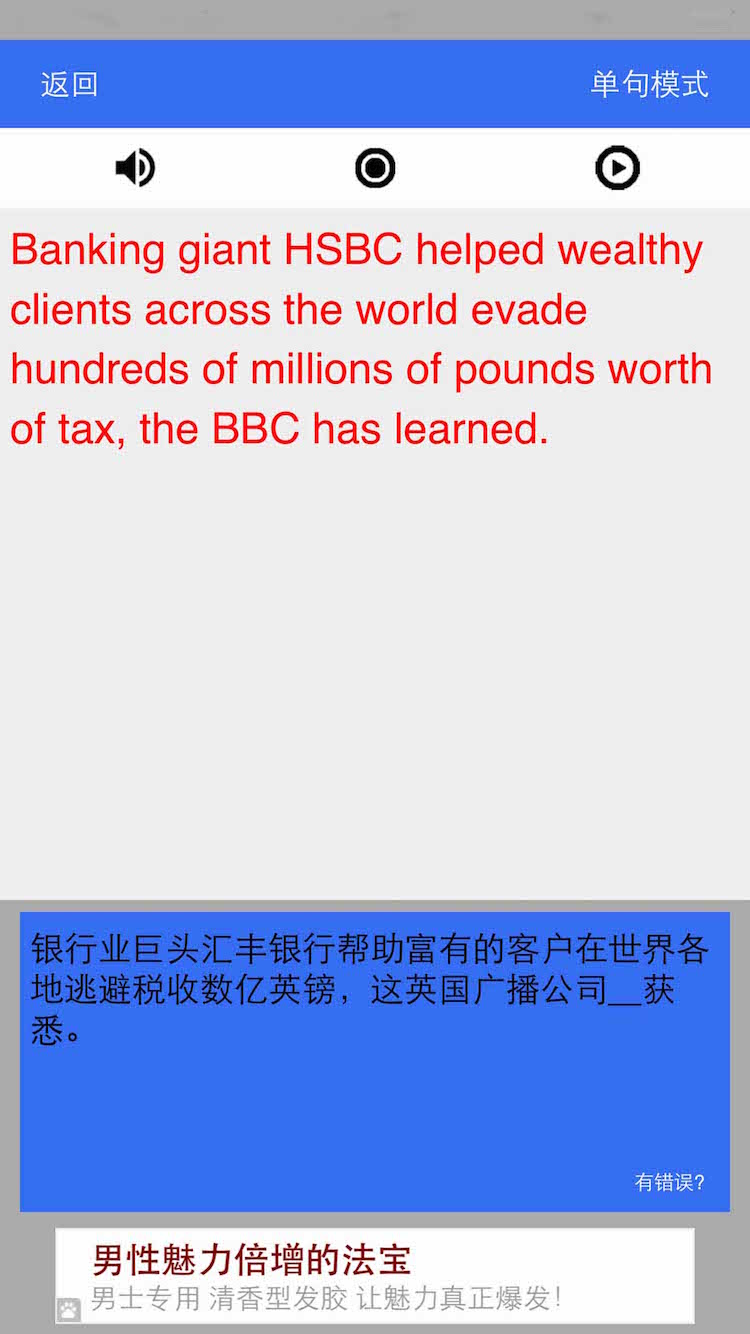 返回 单句模式
Banking giant HSBC helped wealthy
clients across the world evade
hundreds of millions of pounds worth
of tax, the BBC has learned.
银行业巨头汇丰银行帮助富有的客户在世界各
地逃避税收数亿英镑，这英国广播公司__获
悉。
有错误?
男性魅力倍增的法宝
男士专用 清香型发胶 让魅力真正爆发!